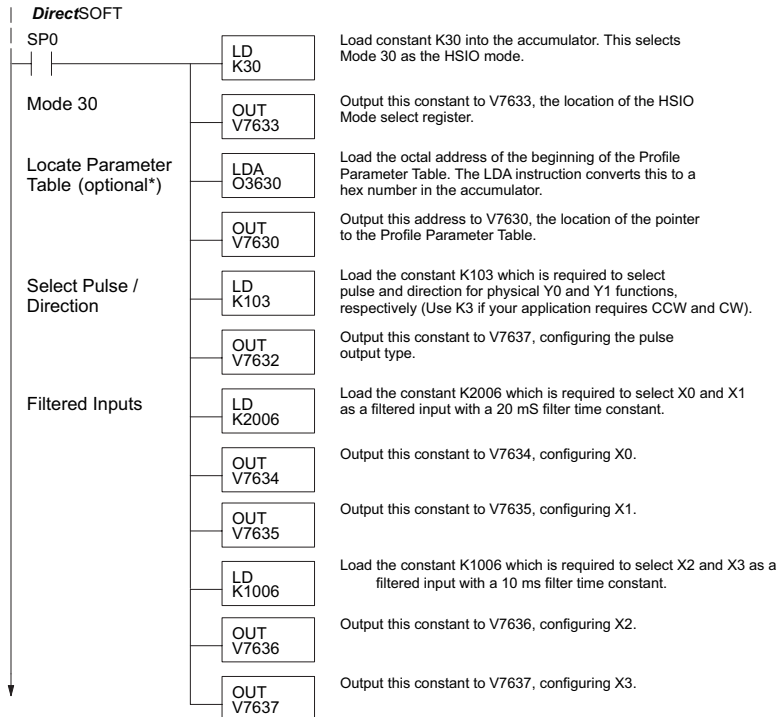 DirectSOFT
SP0
LD
K30
Load constant K30 into the accumulator. This selects
Mode 30 as the HSIO mode.
Mode 30
OUT
V7633
Output this constant to V7633, the location of the HSIO
Mode select register.
Locate Parameter
Table (optional*)
LDA
O3630
Load the octal address of the beginning of the Profile
Parameter Table. The LDA instruction converts this to a
hex number in the accumulator.
OUT
V7630
Output this address to V7630, the location of the pointer
to the Profile Parameter Table.
Select Pulse /
Direction
LD
K103
Load the constant K103 which is required to select
pulse and direction for physical Y0 and Y1 functions,
respectively (Use K3 if your application requires CCW and CW).
OUT
V7632
Output this constant to V7637, configuring the pulse
output type.
Filtered Inputs
LD
K2006
Load the constant K2006 which is required to select X0 and X1
as a filtered input with a 20 mS filter time constant.
OUT
V7634
Output this constant to V7634, configuring X0.
OUT
V7635
Output this constant to V7635, configuring X1.
LD
K1006
Load the constant K1006 which is required to select X2 and X3 as a
filtered input with a 10 ms filter time constant.
OUT
V7636
Output this constant to V7636, configuring X2.
OUT
V7637
Output this constant to V7637, configuring X3.